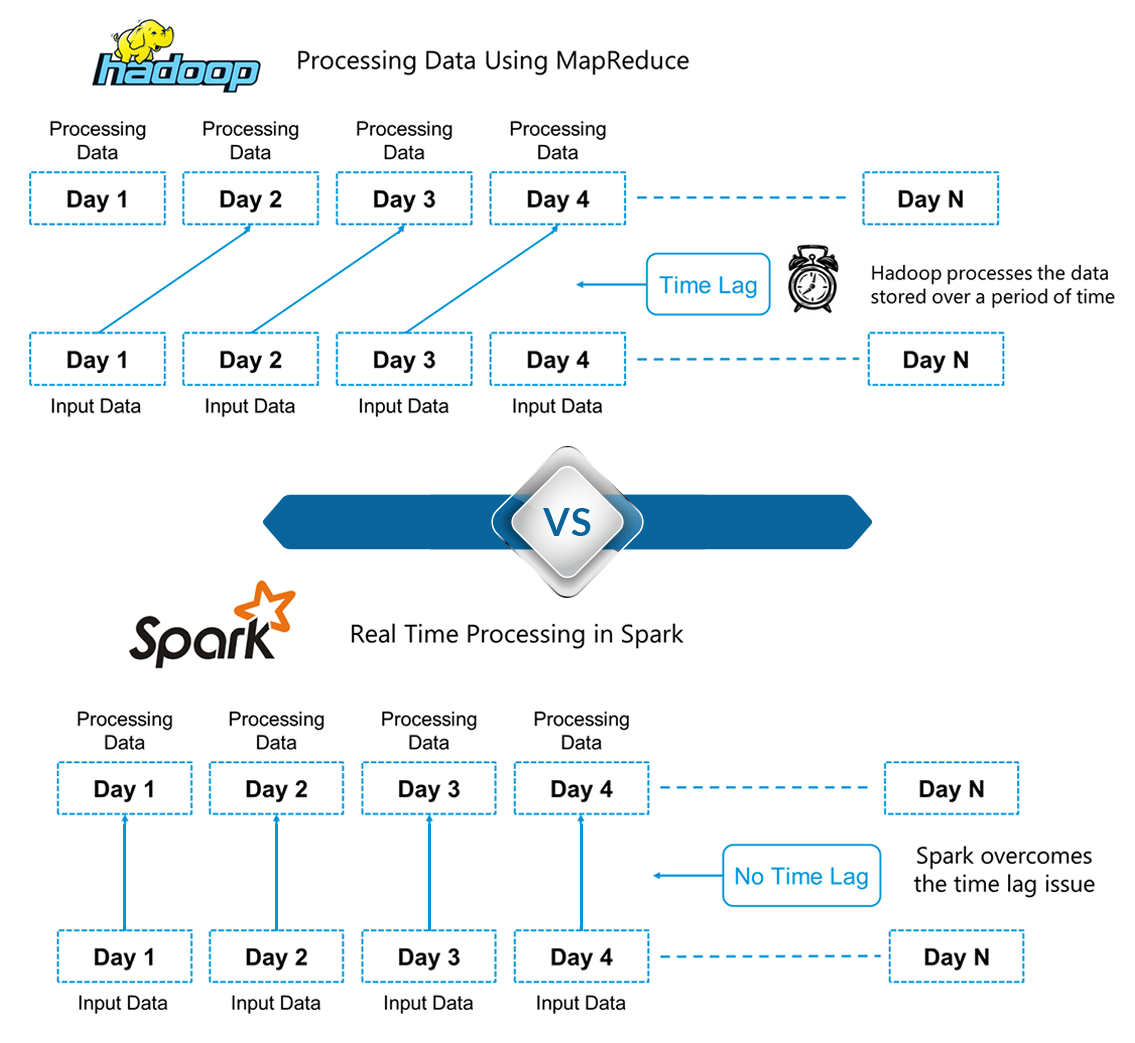 hadoop
Processing Data Using MapReduce
Processing Processing Processing Processing
Data Data Data Data
Day 1 Day 2 Day 3 Day 4 Day N
Time Lag
Hadoop processes the data
stored over a period of time
Day 1 Day 2 Day 3 Day 4 Day N
Input Data Input Data Input Data Input Data
VS
Spark
Real Time Processing in Spark
Processing Processing Processing Processing
Data Data Data Data
Day 1 Day 2 Day 3 Day 4 Day N
No Time Lag
Spark overcomes
the time lag issue
Day 1 Day 2 Day 3 Day 4 Day N
Input Data Input Data Input Data Input Data